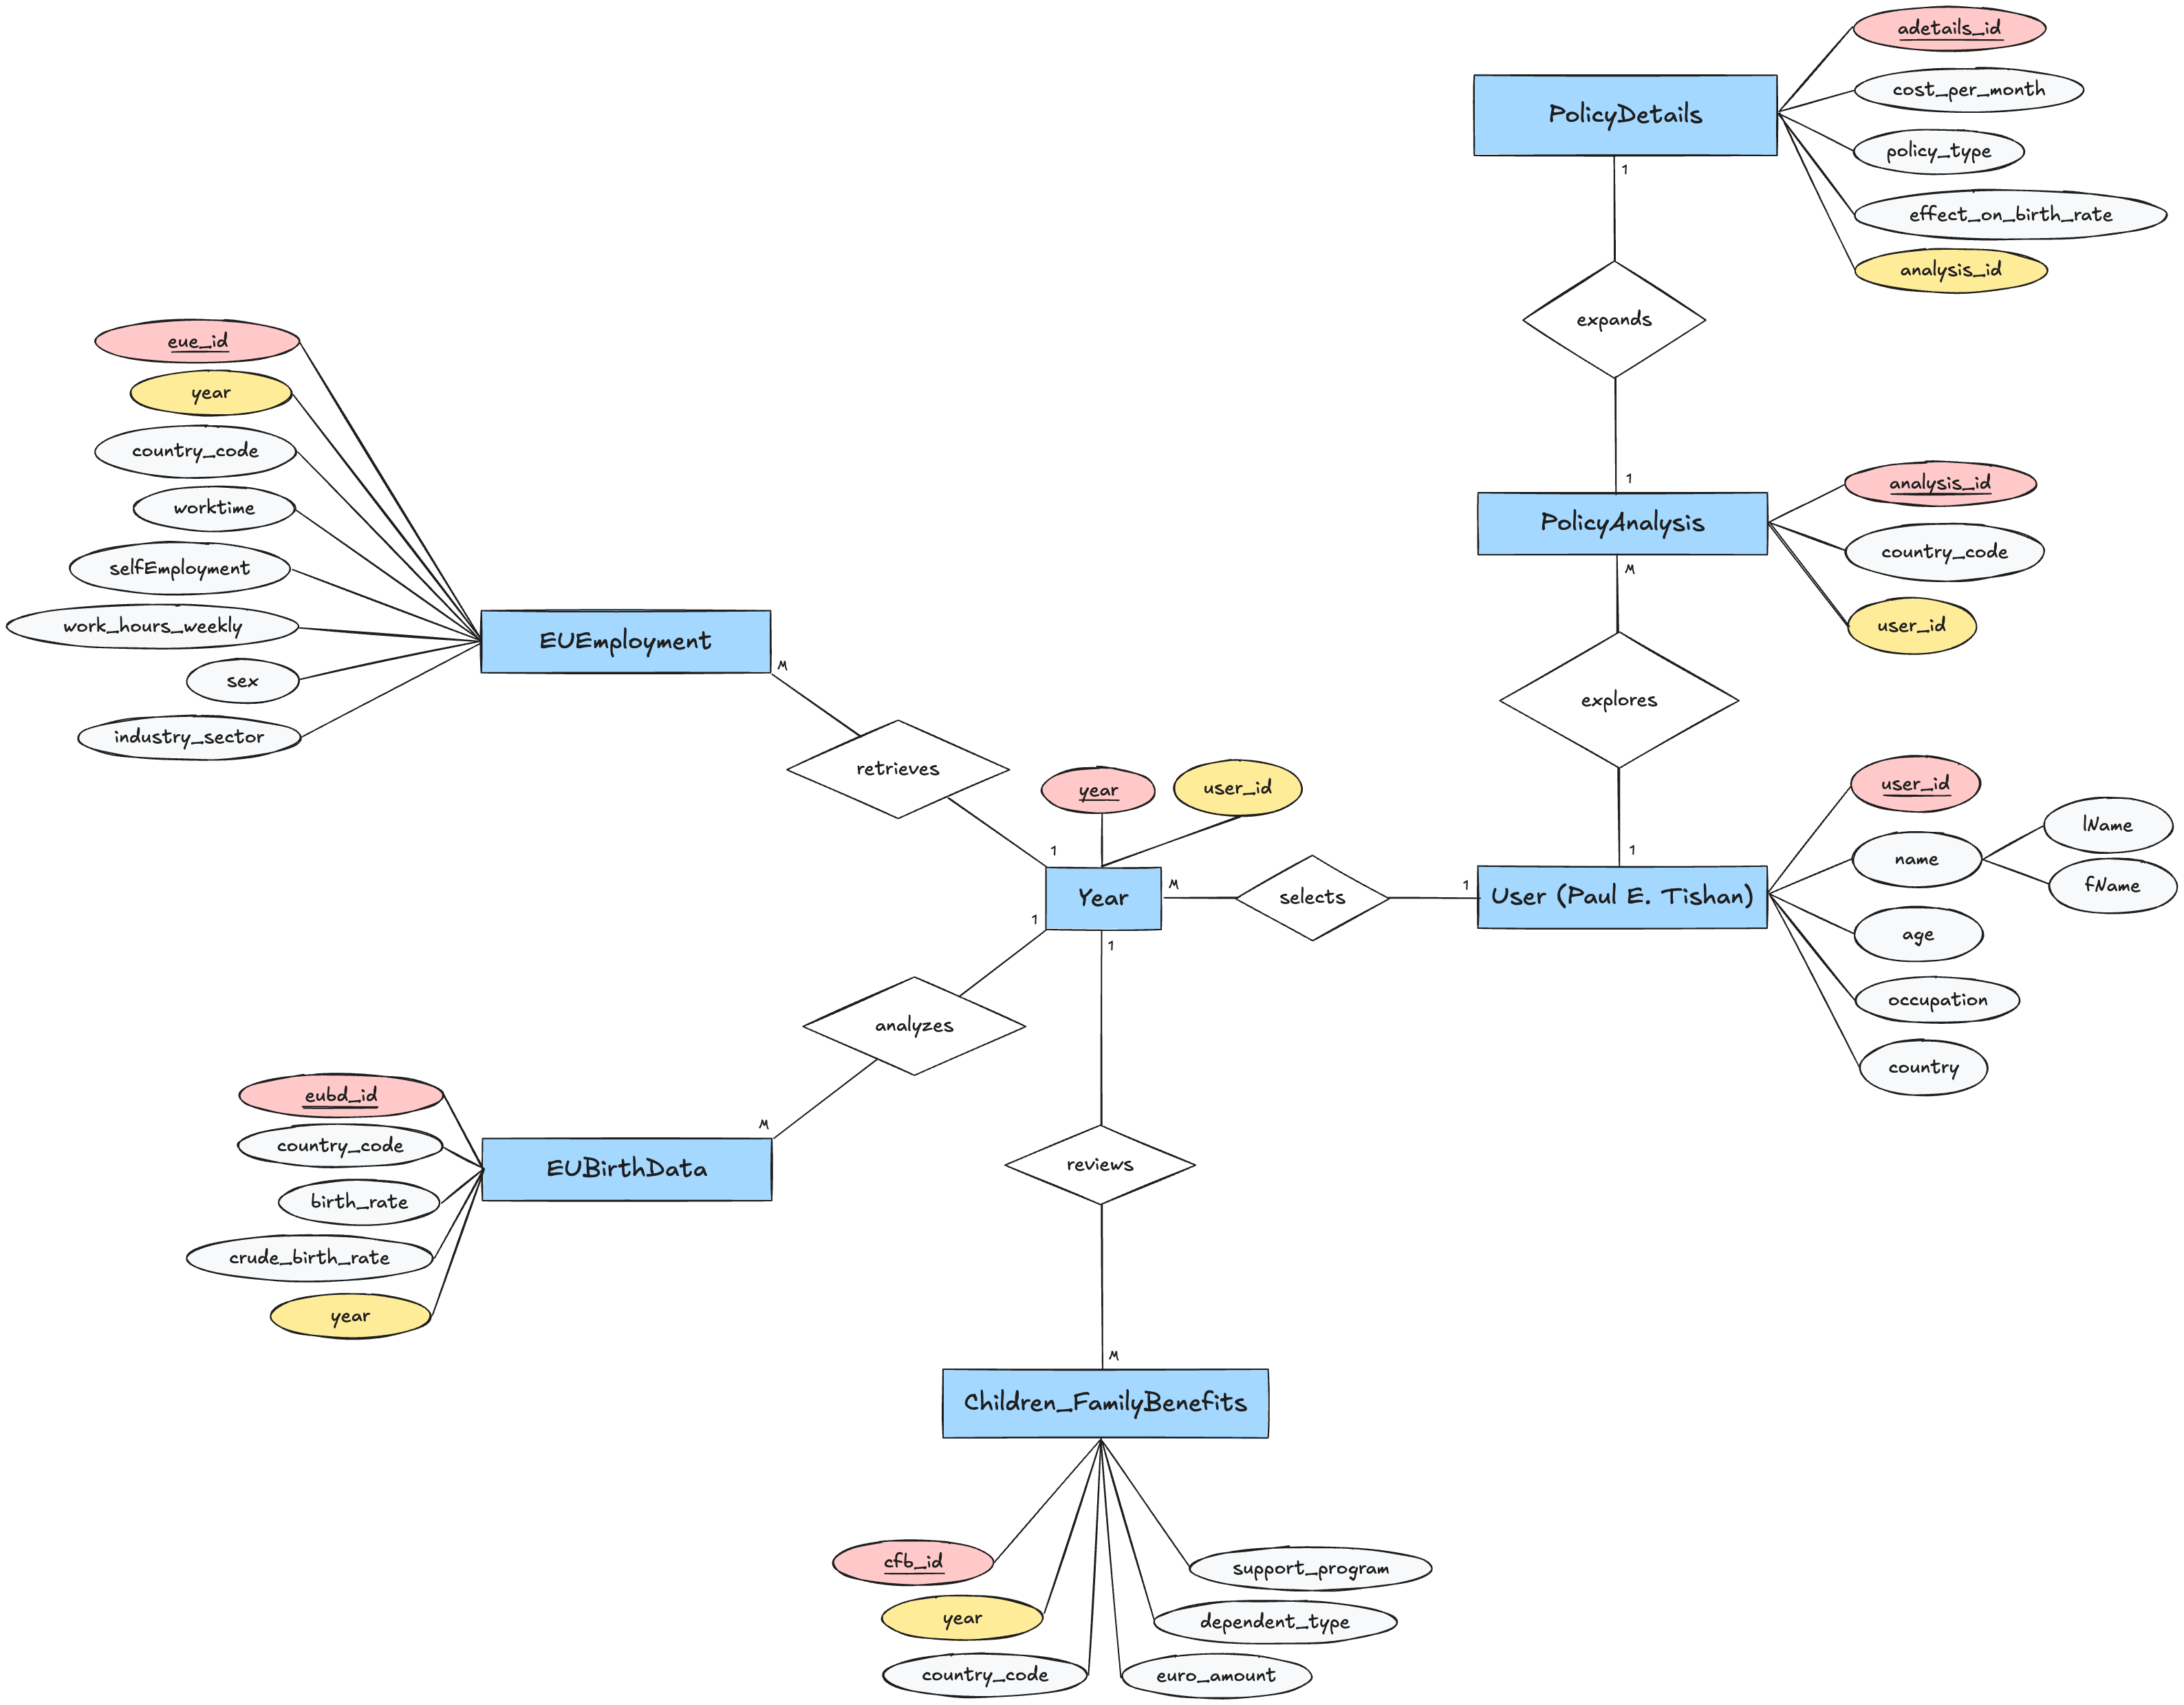 adetails_id
cost_per_month
PolicyDetails
policy_type
1
effect_on_birth_rate
analysis_id
expands
eue_id
year
country_code
worktime
selfEmployment
work_hours_weekly
sex
industry_sector
EUEmployment
M
retrieves
1
1
PolicyAnalysis
M
analysis_id
country_code
user_id
explores
1
year
user_id
Year
M
selects
1
User (Paul E. Tishan)
user_id
name
lName
fName
age
occupation
country
1
1
analyzes
M
eubd_id
country_code
birth_rate
crude_birth_rate
year
EUBirthData
reviews
M
Children_FamilyBenefits
cfb_id
year
country_code
support_program
dependent_type
euro_amount